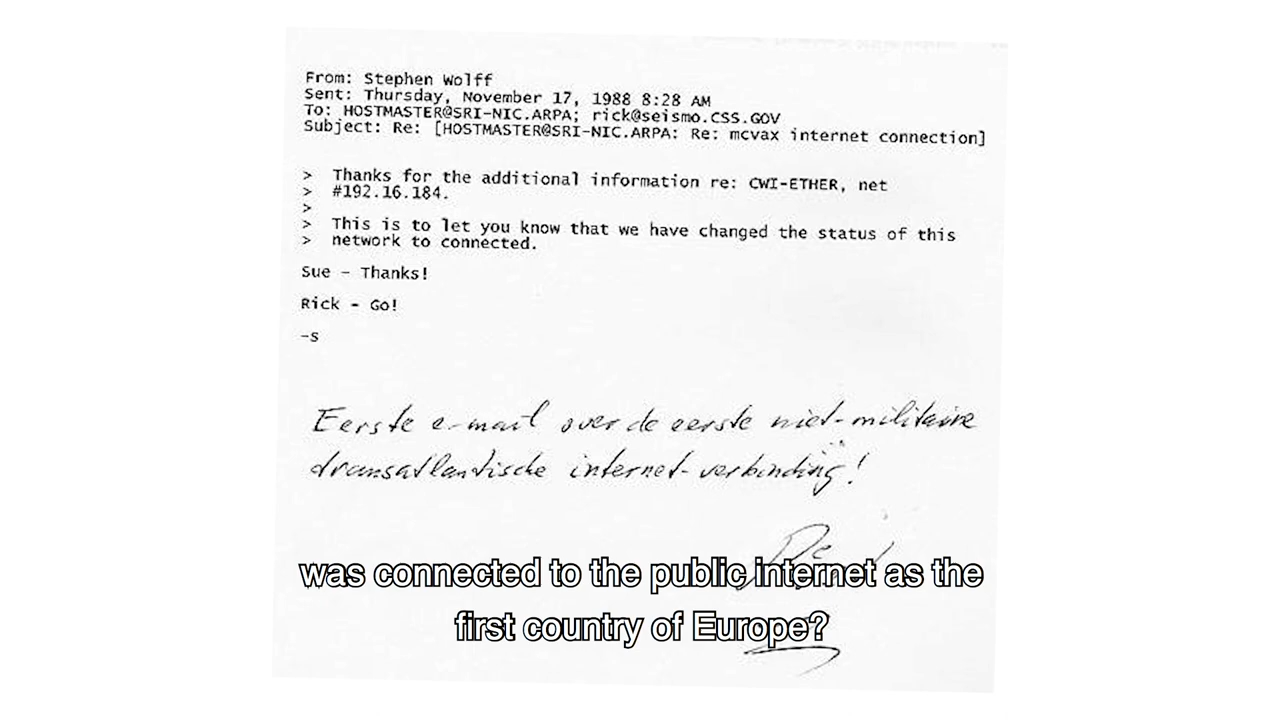 From: Stephen Wolff
Sent: Thursday, November 17, 1988 8:28 AM
To: HOSTMASTER@SRI-NIC.ARPA; rick@seismo.CSS.GOV
Subject: Re: [HOSTMASTER@SRI-NIC.ARPA: Re: mcvax internet connection]
> Thanks for the additional information re: CWI-ETHER, net
> #192.16.184.
>
> This is to let you know that we have changed the status of this
> network to connected.
Sue - Thanks!
Rick - Go!
-s
Eerste e-mail over de eerste niet-militaire
transatlantische internet-verbinding!
was connected to the public internet as the
first country of Europe?